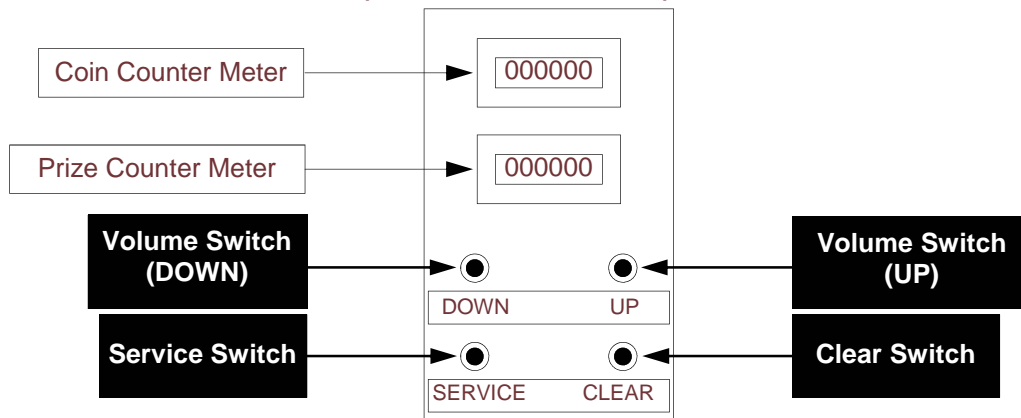 Coin Counter Meter
000000
Prize Counter Meter
000000
Volume Switch
(DOWN)
Volume Switch
(UP)
DOWN UP
Service Switch
Clear Switch
SERVICE CLEAR